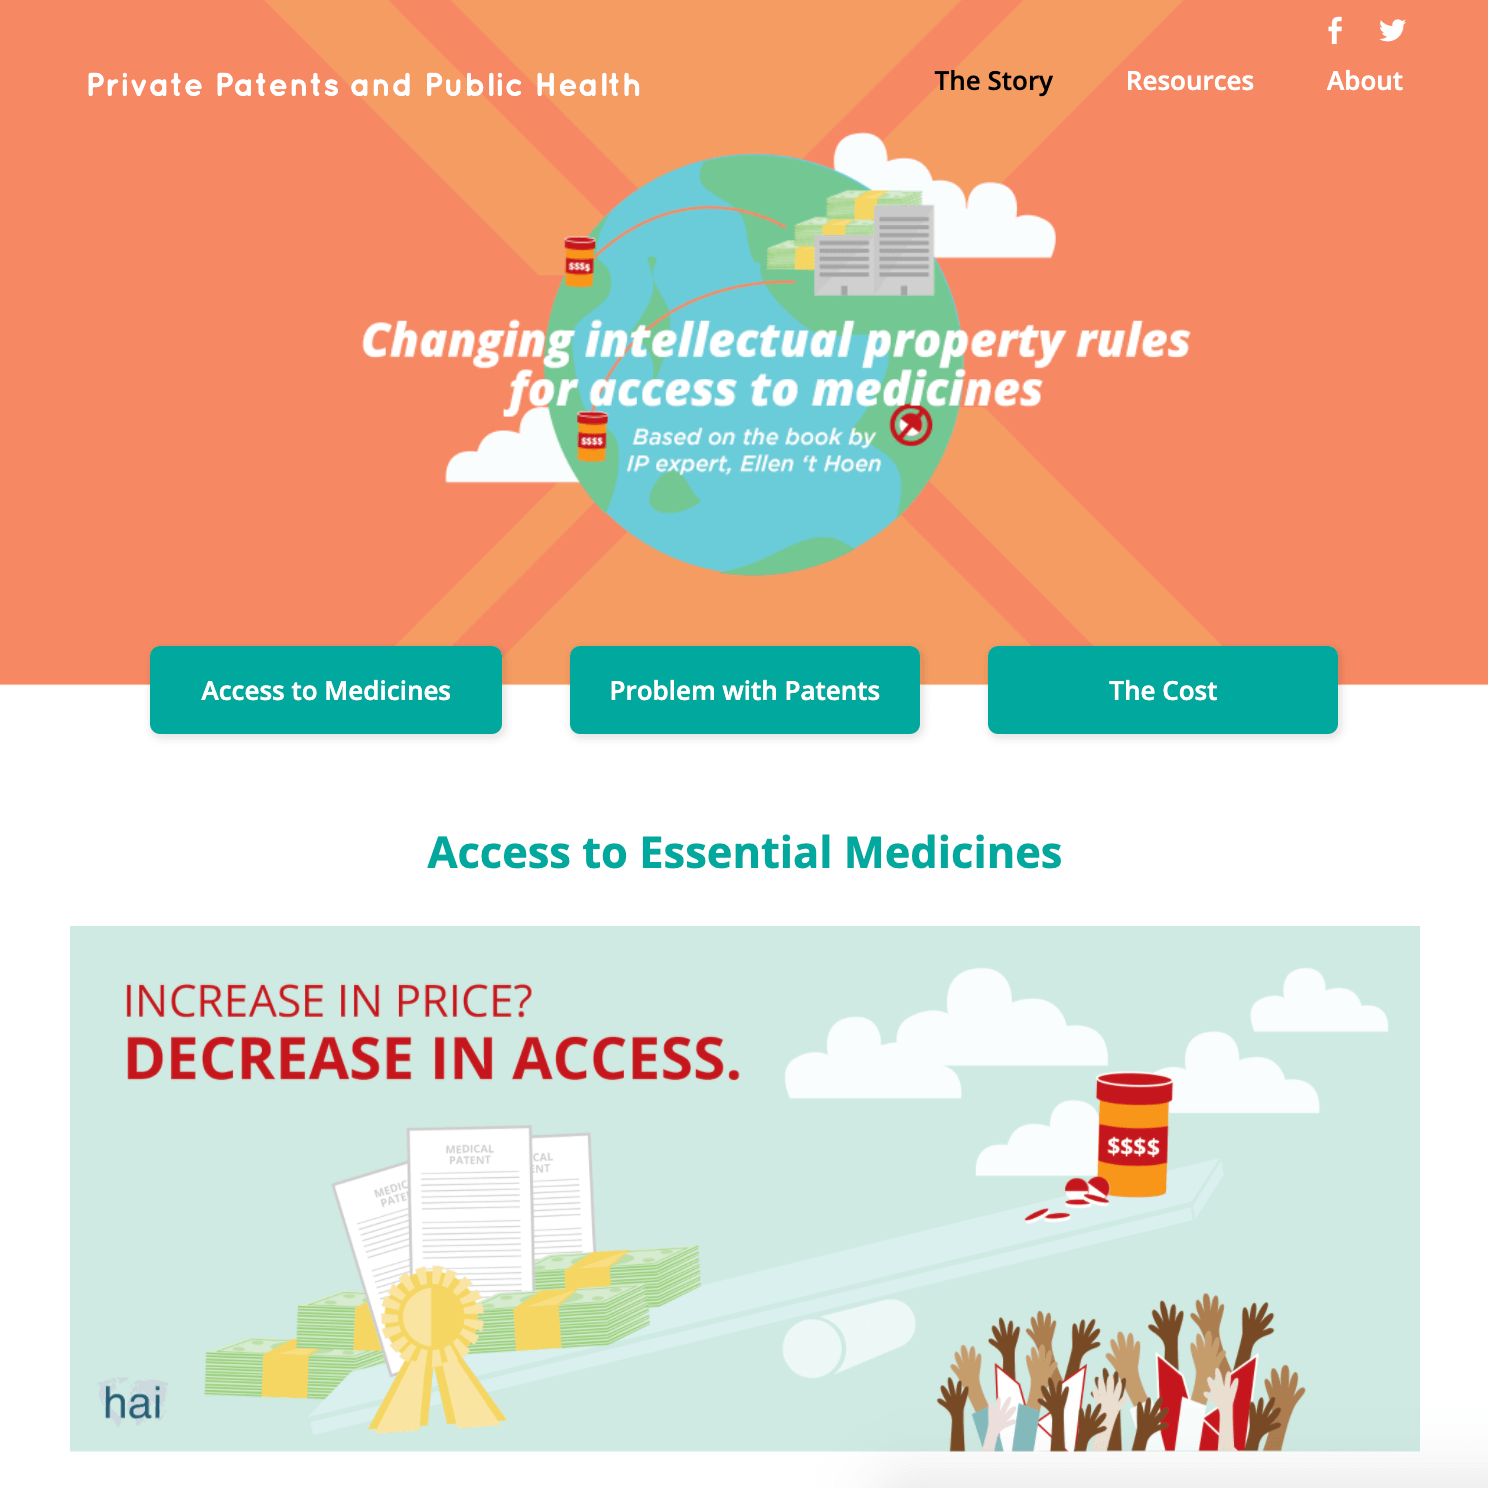 Private Patents and Public Health
The Story
Resources
About
$$$$
Changing intellectual property rules
for access to medicines
$$$$
Based on the book by
IP expert, Ellen ‘t Hoen
Access to Medicines
Problem with Patents
The Cost
Access to Essential Medicines
INCREASE IN PRICE?
DECREASE IN ACCESS.
$$$$
MEDICAL
PATENT
CAL
ENT
MEDIC
PATE
hai